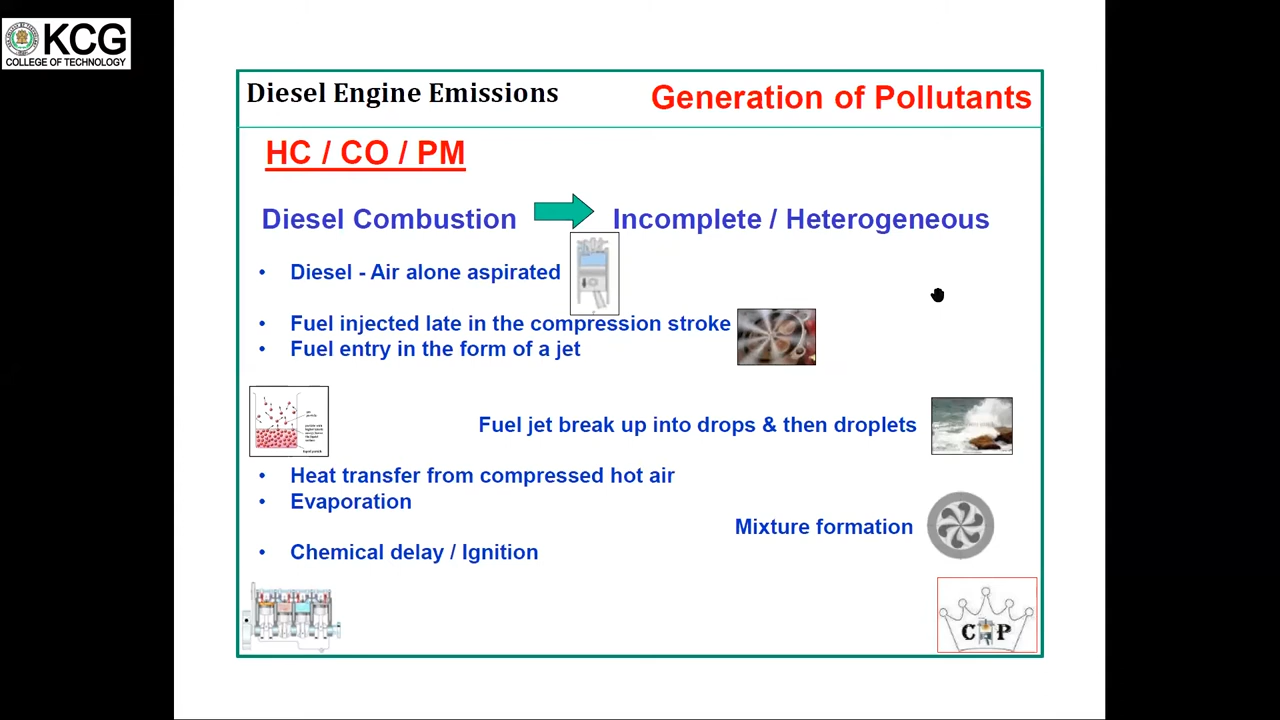 KCG
COLLEGE OF TECHNOLOGY
Diesel Engine Emissions
Generation of Pollutants
HC / CO / PM
Diesel Combustion
Incomplete / Heterogeneous
• Diesel - Air alone aspirated
• Fuel injected late in the compression stroke
• Fuel entry in the form of a jet
Fuel jet break up into drops & then droplets
• Heat transfer from compressed hot air
• Evaporation
Mixture formation
• Chemical delay / Ignition
C P